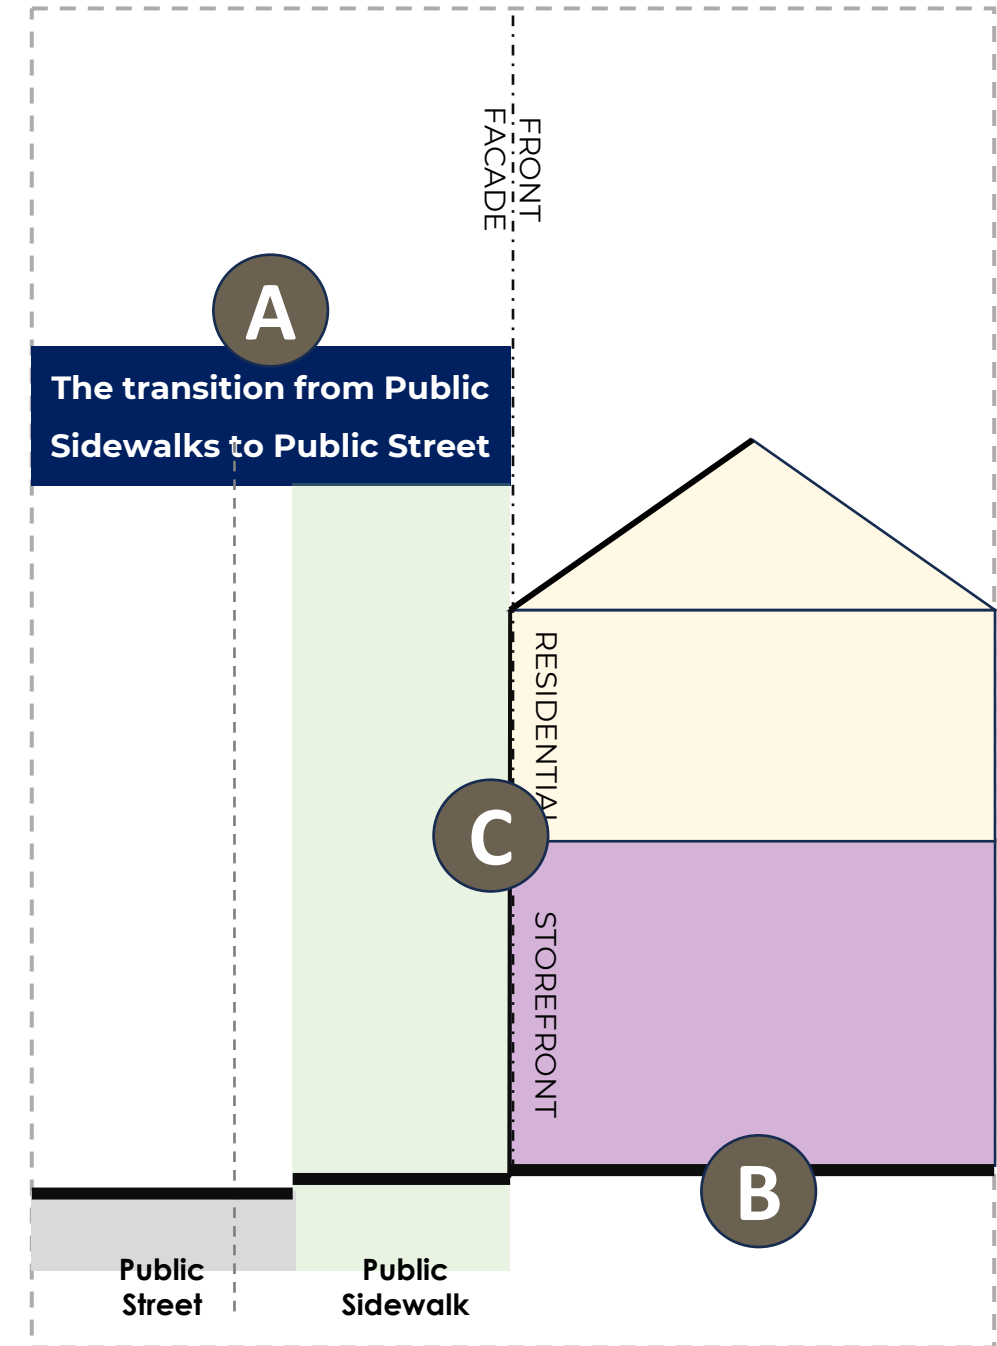 FRONT
FACADE
A
The transition from Public
Sidewalks to Public Street
RESIDENTIAL
C
STOREFRONT
B
Public
Street
Public
Sidewalk